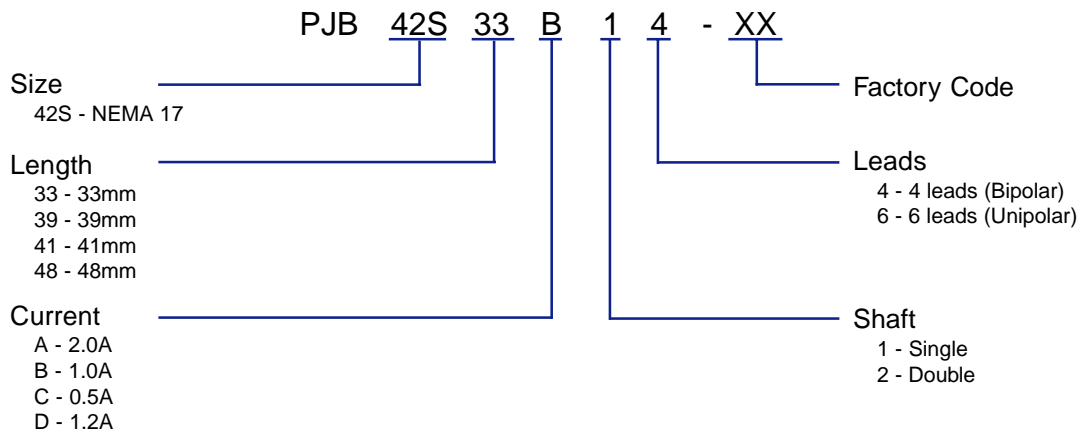 PJB 42S 33 B 1 4 - XX
Size
42S - NEMA 17
Length
33 - 33mm
39 - 39mm
41 - 41mm
48 - 48mm
Current
A - 2.0A
B - 1.0A
C - 0.5A
D - 1.2A
Factory Code
Leads
4 - 4 leads (Bipolar)
6 - 6 leads (Unipolar)
Shaft
1 - Single
2 - Double